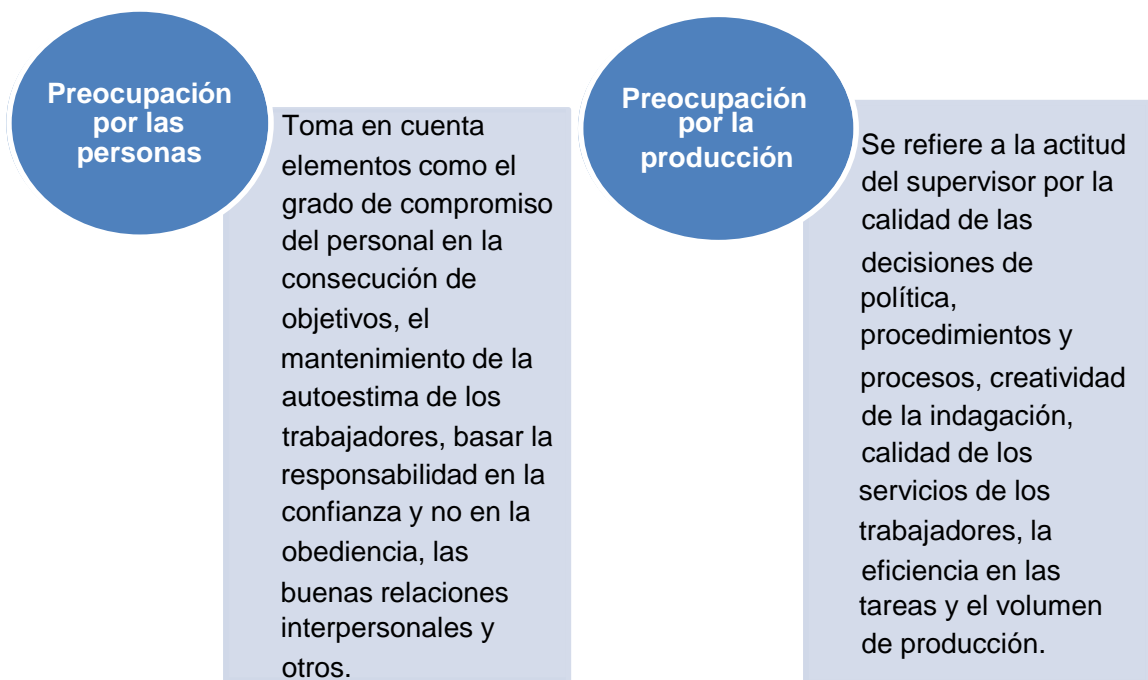 Preocupación
por las
personas
Toma en cuenta
elementos como el
grado de compromiso
del personal en la
consecución de
objetivos, el
mantenimiento de la
autoestima de los
trabajadores, basar la
responsabilidad en la
confianza y no en la
obediencia, las
buenas relaciones
interpersonales y
otros.
Preocupación
por la
producción
Se refiere a la actitud
del supervisor por la
calidad de las
decisiones de
política,
procedimientos y
procesos, creatividad
de la indagación,
calidad de los
servicios de los
trabajadores, la
eficiencia en las
tareas y el volumen
de producción.